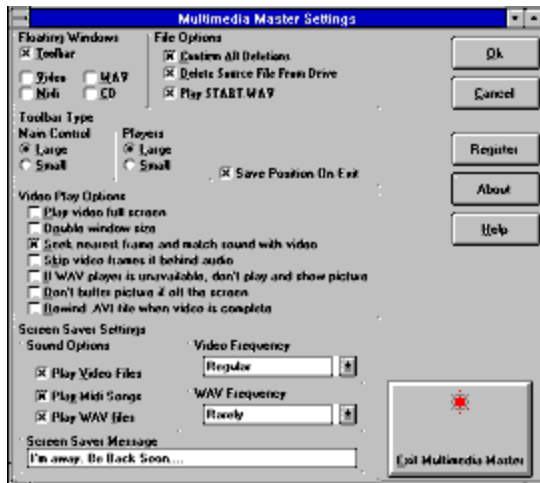 Multimedia Master Settings
Floating Windows
Toolbar
Video
WAV
Midi
CD
File Options
Confirm All Deletions
Delete Source File From Drive
Play START.WAV
Ok
Cancel
Toolbar Type
Main Control
Large
Small
Players
Large
Small
Save Position On Exit
Register
About
Help
Video Play Options
Play video full screen
Double window size
Seek nearest frame and match sound with video
Skip video frames if behind audio
If WAV player is unavailable, don't play and show picture
Don't buffer picture if off the screen
Rewind .AVI file when video is complete
Screen Saver Settings
Sound Options
Play Video Files
Play Midi Songs
Play WAV files
Video Frequency
Regular
WAV Frequency
Rarely
Screen Saver Message
I'm away. Be Back Soon....
Exit Multimedia Master